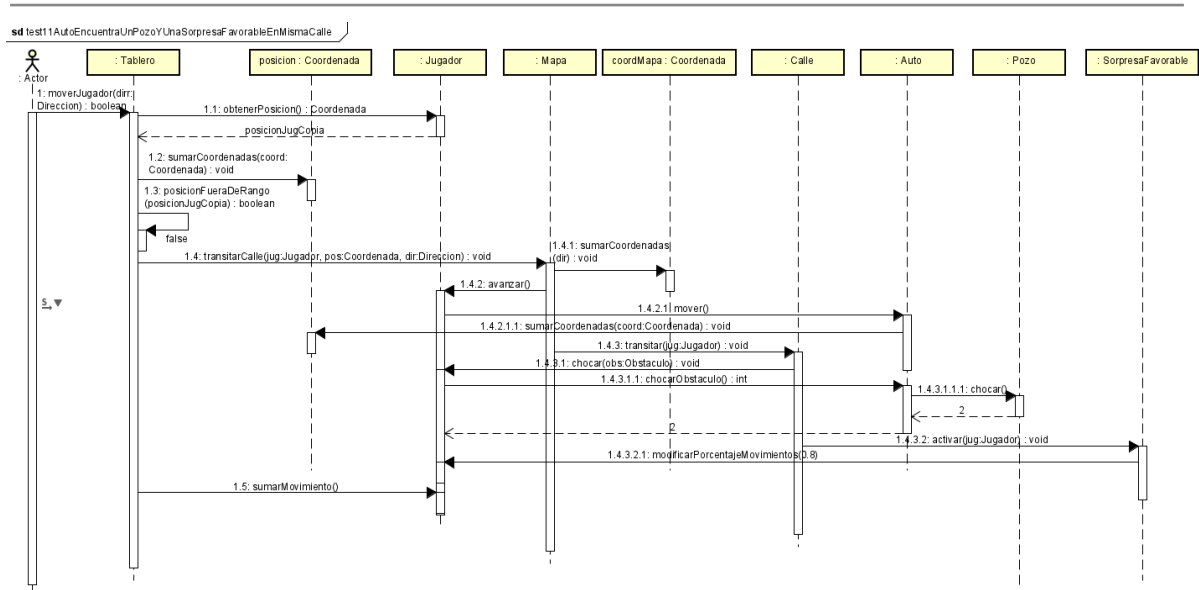 sd test11AutoEncuentraUnPozoYUnaSorpresaFavorableEnMismaCalle
: Actor
: Tablero
posicion : Coordenada
: Jugador
: Mapa
coordMapa : Coordenada
: Calle
: Auto
: Pozo
: SorpresaFavorable
1: moverJugador(dirr:
Direccion) : boolean
1.1: obtenerPosicion() : Coordenada
posicionJugCopia
1.2: sumarCoordenadas(coord:
Coordenada) : void
1.3: posicionFueraDeRango
(posicionJugCopia) : boolean
false
1.4: transitarCalle(jug:Jugador, pos:Coordenada, dir:Direccion) : void
1.4.1: sumarCoordenadas
(dir) : void
1.4.2: avanzar()
1.4.2.1: mover()
1.4.2.1.1: sumarCoordenadas(coord:Coordenada) : void
1.4.3: transitar(jug:Jugador) : void
1.4.3.1: chocar(obs:Obstaculo) : void
1.4.3.1.1: chocarObstaculo() : int
1.4.3.1.1.1: chocar()
2
2
1.4.3.2: activar(jug:Jugador) : void
1.4.3.2.1: modificarPorcentajeMovimientos(0.8)
1.5: sumarMovimiento()
S